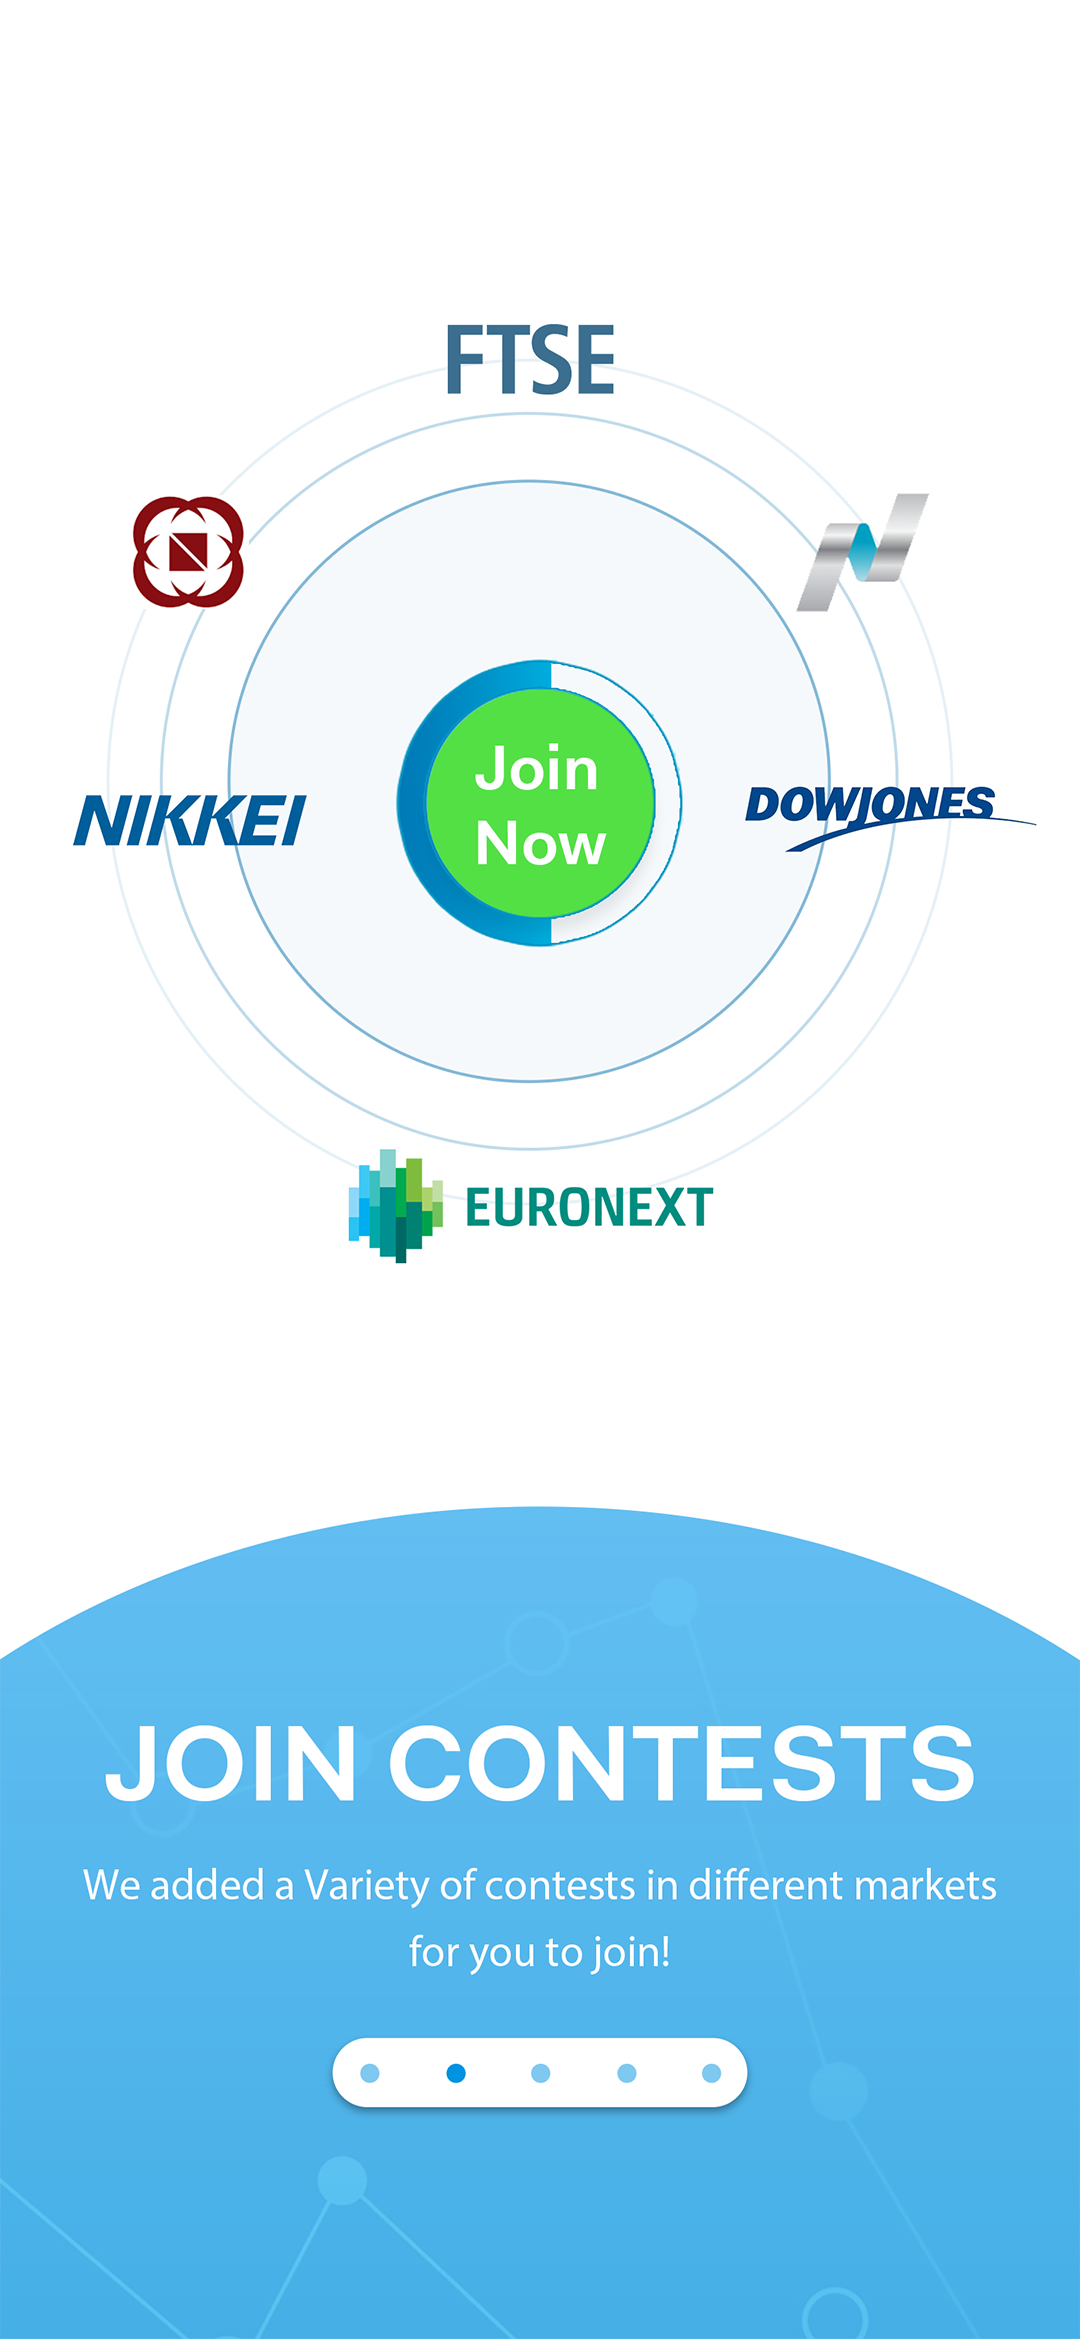 FTSE
NIKKEI
Join
Now
DOWJONES
EURONEXT
JOIN CONTESTS
We added a Variety of contests in different markets
for you to join!